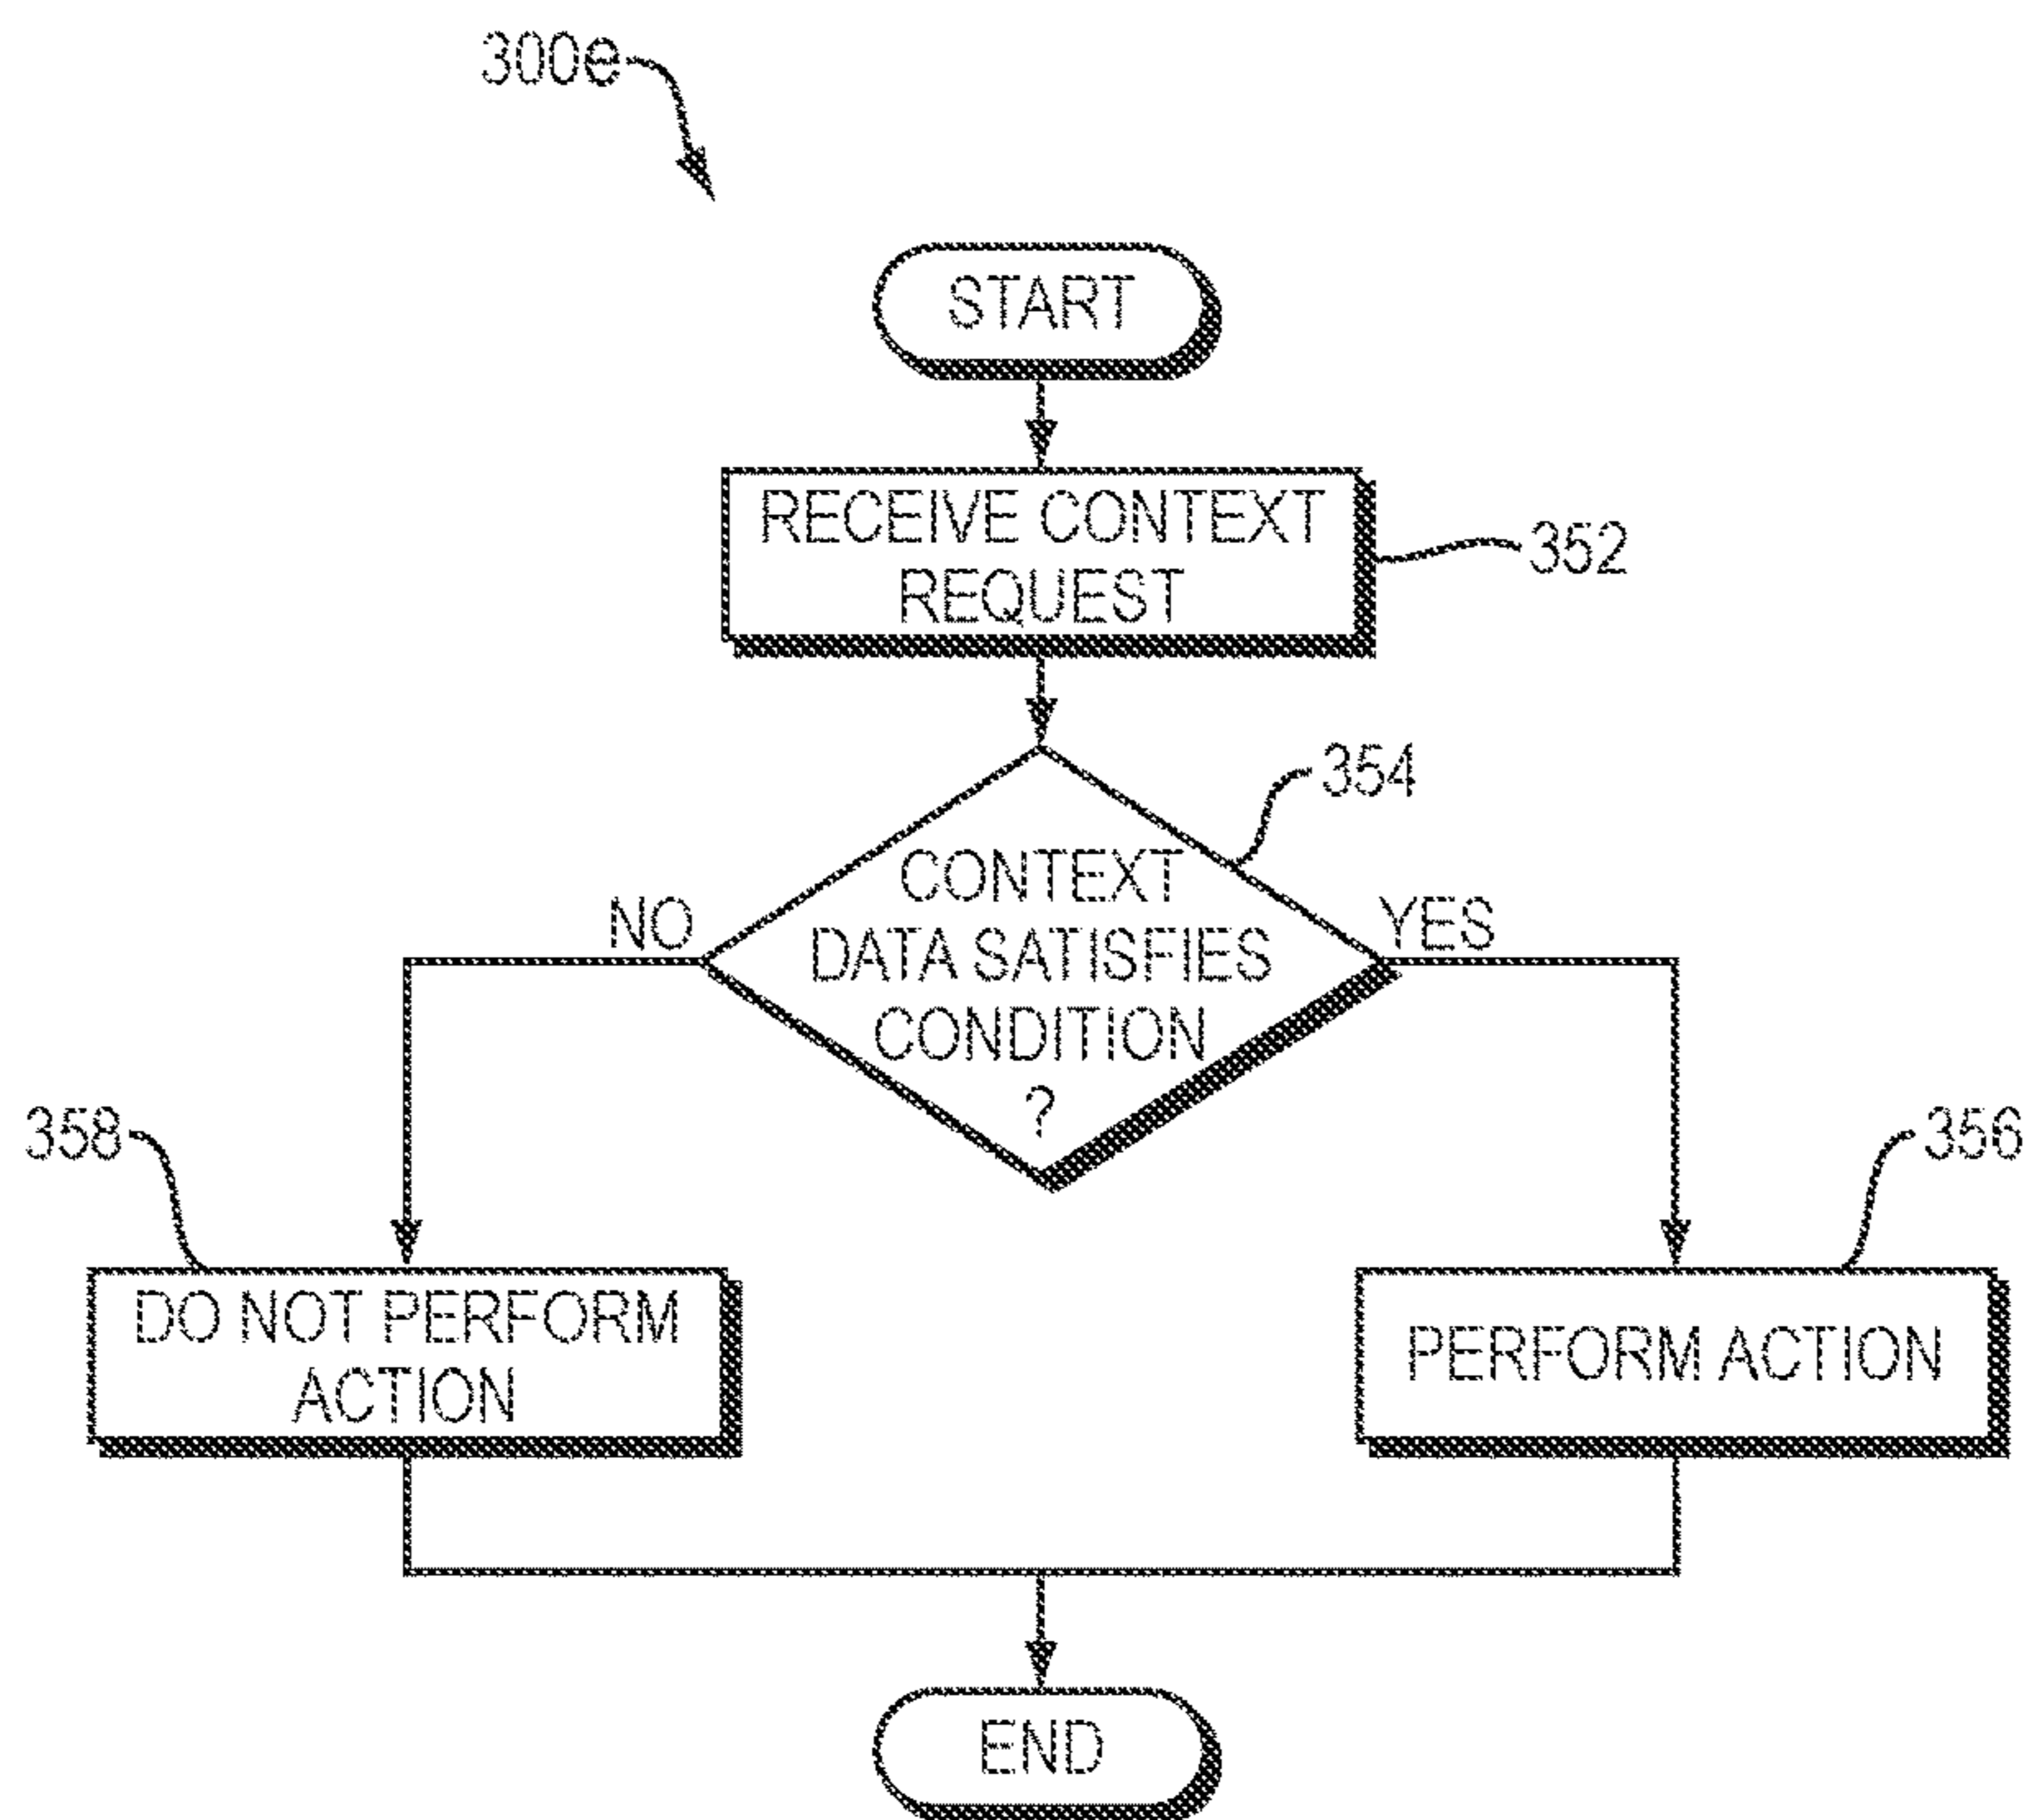 300e
START
RECEIVE CONTEXT
REQUEST
352
354
CONTEXT
DATA SATISFIES
CONDITION
?
NO
YES
358
356
DO NOT PERFORM
ACTION
PERFORM ACTION
END